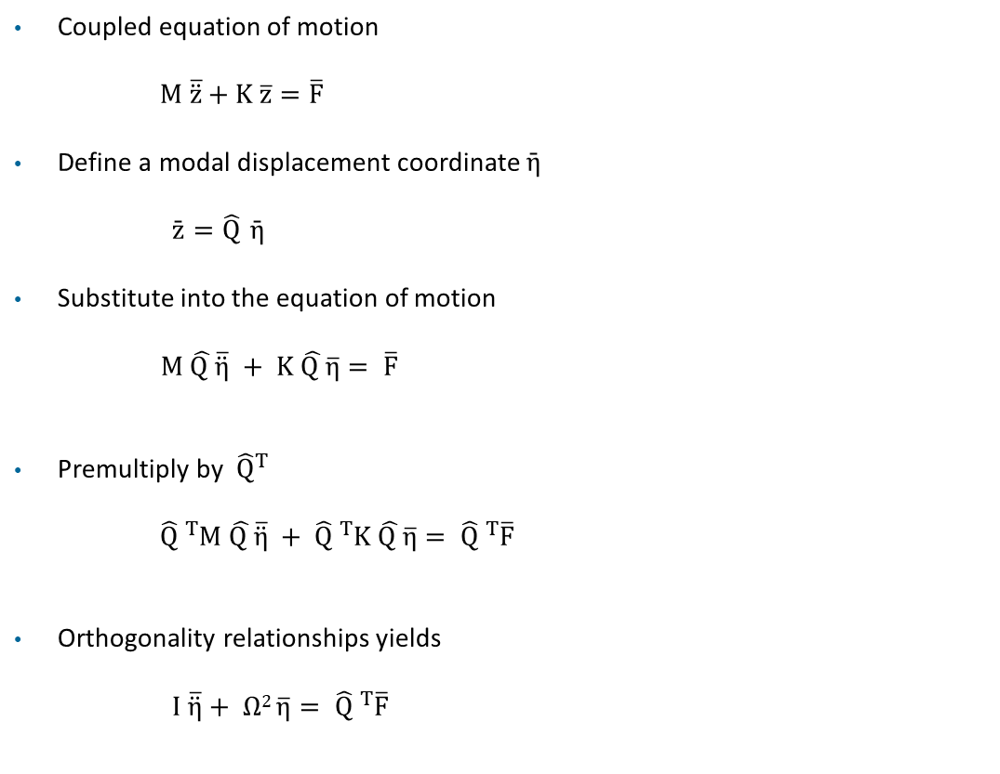 • Coupled equation of motion
M z̄̈ + K z̄ = F̄
• Define a modal displacement coordinate η̄
z̄ = Q̂ η̄
• Substitute into the equation of motion
M Q̂ η̄̈ + K Q̂ η̄ = F̄
• Premultiply by Q̂ᵀ
Q̂ ᵀM Q̂ η̄̈ + Q̂ ᵀK Q̂ η̄ = Q̂ ᵀF̄
• Orthogonality relationships yields
I η̄̈ + Ω² η̄ = Q̂ ᵀF̄